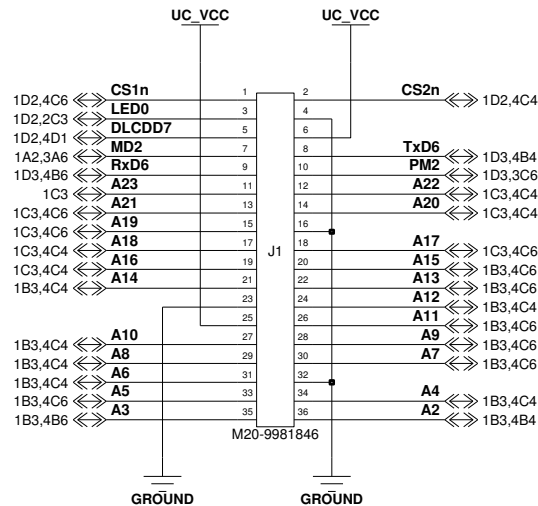 UC_VCC UC_VCC
1D2,4C6 CS1n 1 2 CS2n 1D2,4C4
1D2,2C3 LED0 3 4
1D2,4D1 DLCDD7 5 6
1A2,3A6 MD2 7 8 TxD6 1D3,4B4
1D3,4B6 RxD6 9 10 PM2 1D3,3C6
1C3 A23 11 12 A22 1C3,4C4
1C3,4C6 A21 13 14 A20 1C3,4C4
1C3,4C6 A19 15 16
1C3,4C4 A18 17 J1 18 A17 1C3,4C6
1C3,4C4 A16 19 20 A15 1B3,4C6
1B3,4C4 A14 21 22 A13 1B3,4C6
23 24 A12 1B3,4C4
25 26 A11 1B3,4C6
1B3,4C4 A10 27 28 A9 1B3,4C6
1B3,4C4 A8 29 30 A7 1B3,4C6
1B3,4C4 A6 31 32
1B3,4C6 A5 33 34 A4 1B3,4C4
1B3,4B6 A3 35 36 A2 1B3,4B4
M20-9981846
GROUND GROUND